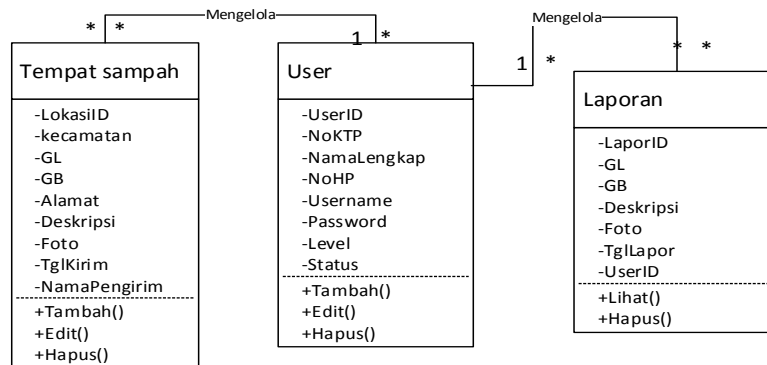 Mengelola
* *
1 *
Tempat sampah
-LokasiID
-kecamatan
-GL
-GB
-Alamat
-Deskripsi
-Foto
-TglKirim
-NamaPengirim
+Tambah()
+Edit()
+Hapus()
User
-UserID
-NoKTP
-NamaLengkap
-NoHP
-Username
-Password
-Level
-Status
+Tambah()
+Edit()
+Hapus()
Mengelola
1 *
* *
Laporan
-LaporID
-GL
-GB
-Deskripsi
-Foto
-TglLapor
-UserID
+Lihat()
+Hapus()